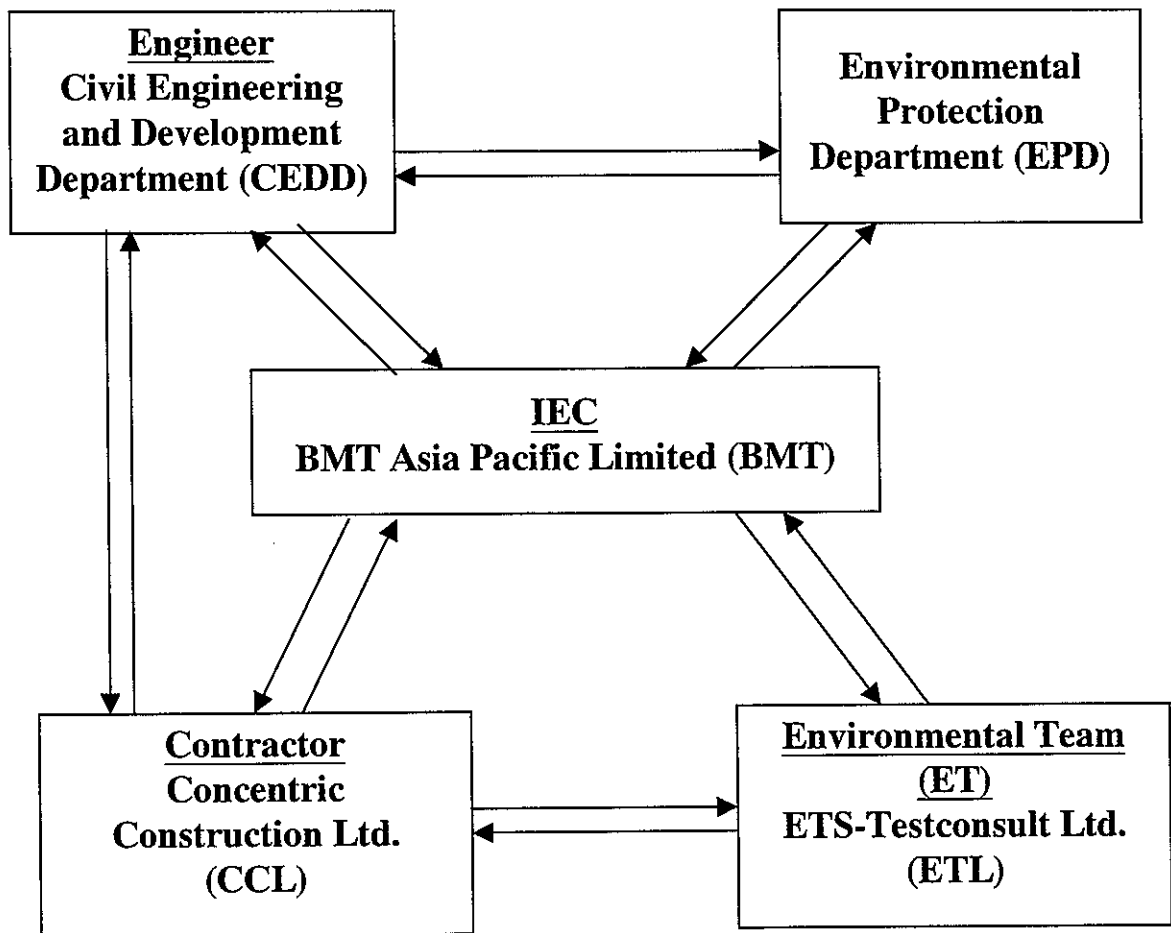 Engineer
Civil Engineering
and Development
Department (CEDD)
Environmental
Protection
Department (EPD)
IEC
BMT Asia Pacific Limited (BMT)
Contractor
Concentric
Construction Ltd.
(CCL)
Environmental Team
(ET)
ETS-Testconsult Ltd.
(ETL)